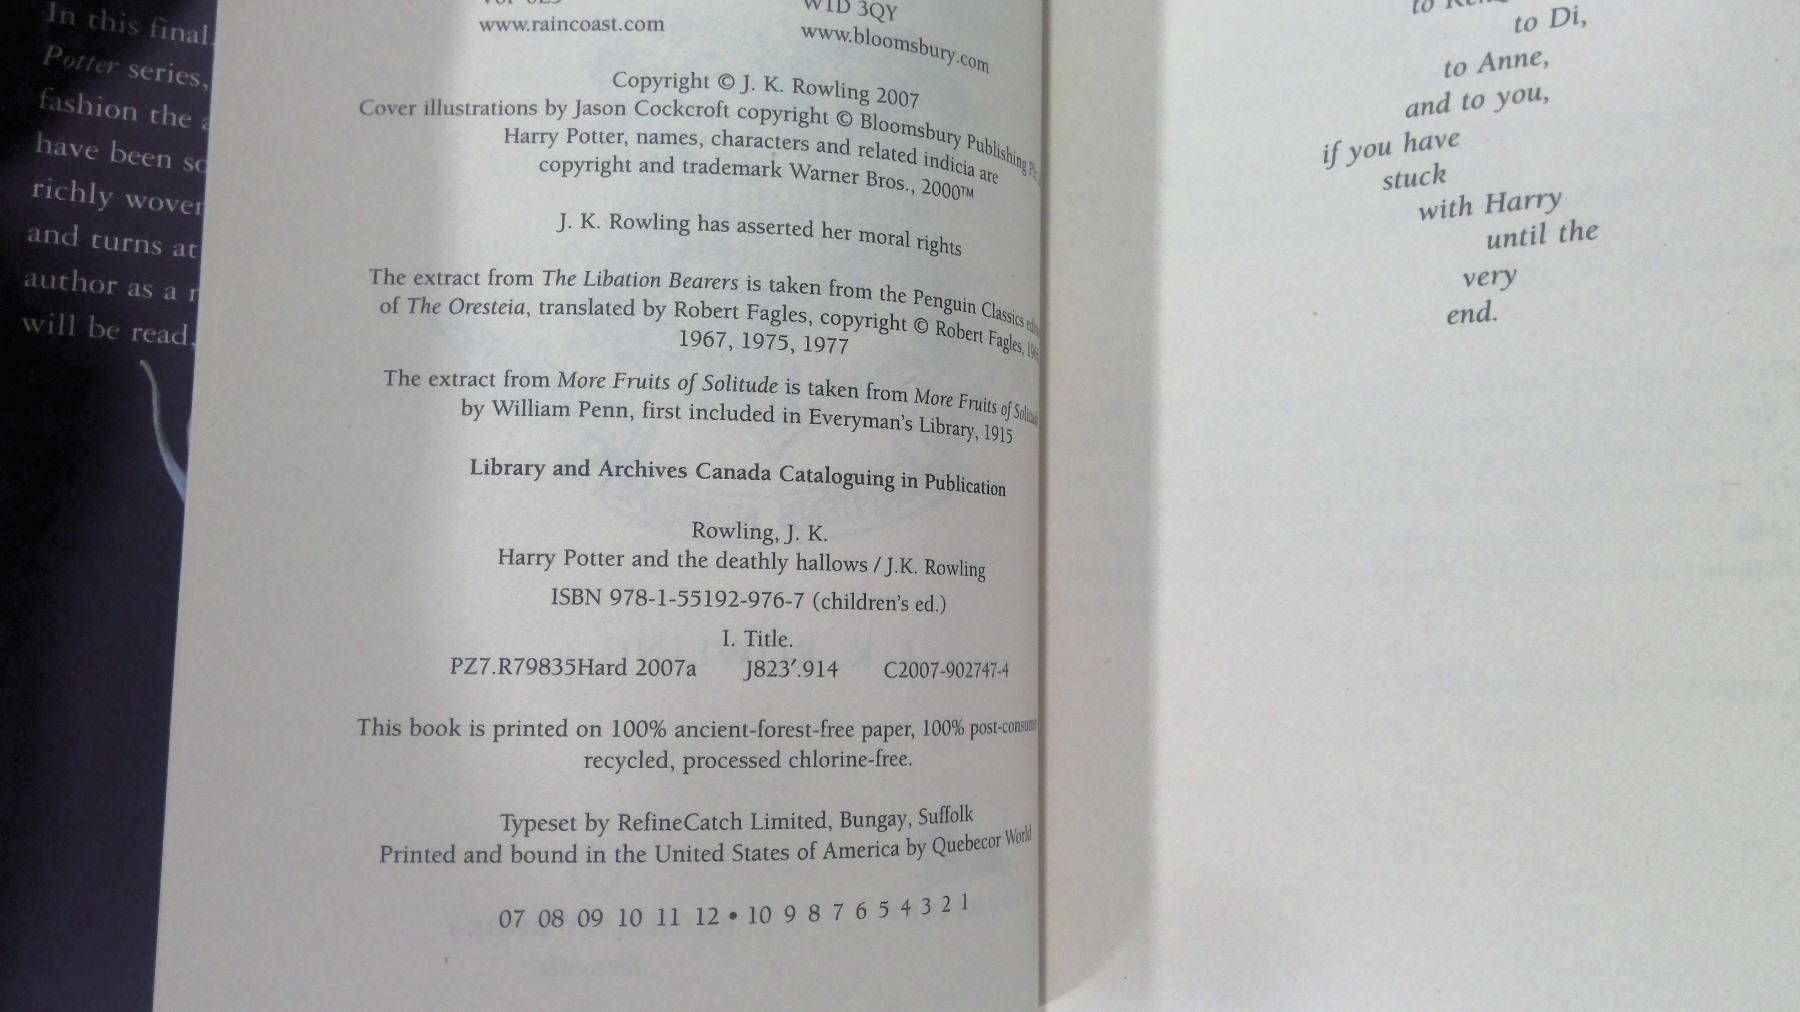 In this final
Potter series,
fashion the
have been
richly
and turns at
author as a
will be read,
www.raincoast.com
W1D 3QY
www.bloomsbury.com
Copyright © J. K. Rowling 2007
Cover illustrations by Jason Cockcroft copyright © Bloomsbury Publishing
Harry Potter, names, characters and related indicia are
copyright and trademark Warner Bros., 2000™
J. K. Rowling has asserted her moral rights
The extract from The Libation Bearers is taken from the Penguin Classics
of The Oresteia, translated by Robert Fagles, copyright © Robert Fagles,
1967, 1975, 1977
The extract from More Fruits of Solitude is taken from More Fruits of
by William Penn, first included in Everyman's Library, 1915
Library and Archives Canada Cataloguing in Publication
Rowling, J. K.
Harry Potter and the deathly hallows / J.K. Rowling
ISBN 978-1-55192-976-7 (children's ed.)
I. Title.
PZ7.R79835Hard 2007a J823′.914 C2007-902747-4
This book is printed on 100% ancient-forest-free paper, 100%
recycled, processed chlorine-free.
Typeset by RefineCatch Limited, Bungay, Suffolk
Printed and bound in the United States of America by Quebecor World
07 08 09 10 11 12 • 10 9 8 7 6 5 4 3 2 1
to
to Di,
to Anne,
and to you,
if you have
stuck
with Harry
until the
very
end.